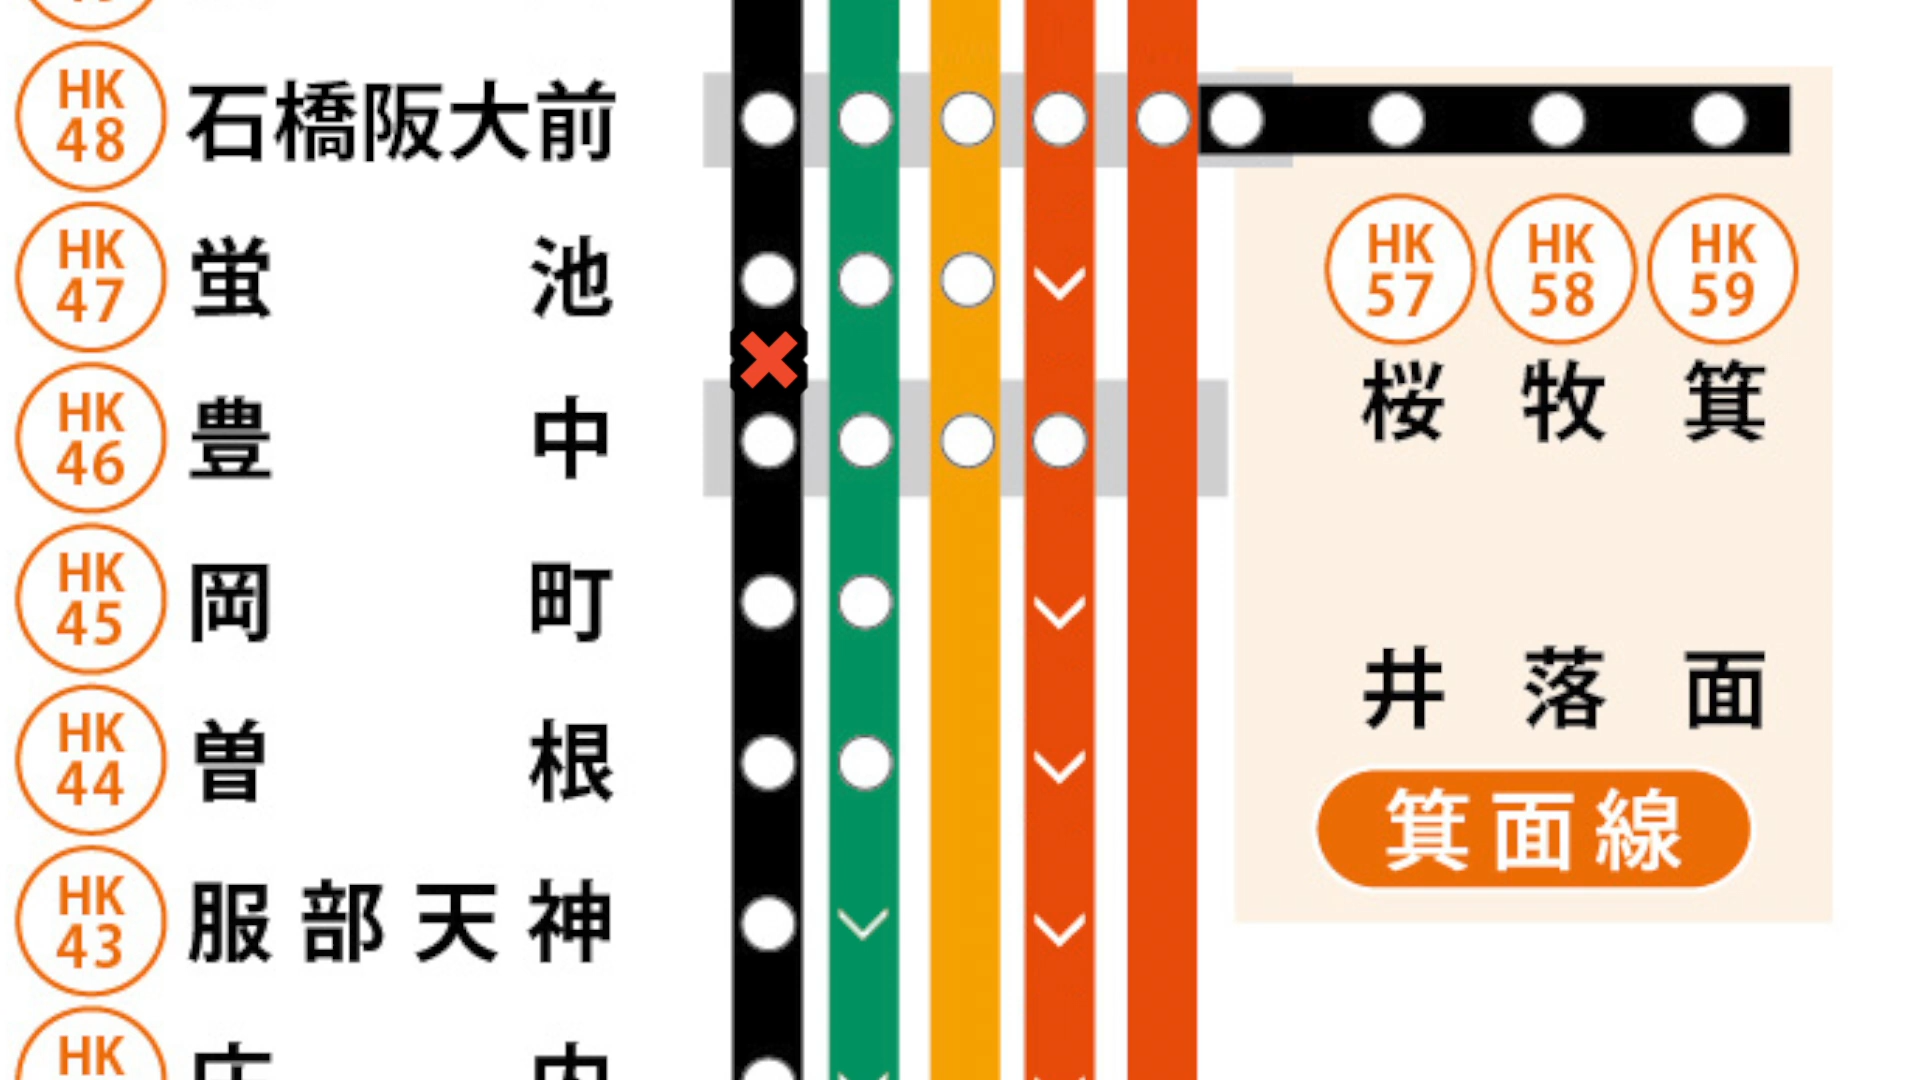 HK 48 石橋阪大前
HK 47 蛍池
HK 46 豊中
HK 45 岡町
HK 44 曽根
HK 43 服部天神
HK 内
HK 57 桜井
HK 58 牧落
HK 59 箕面
箕面線